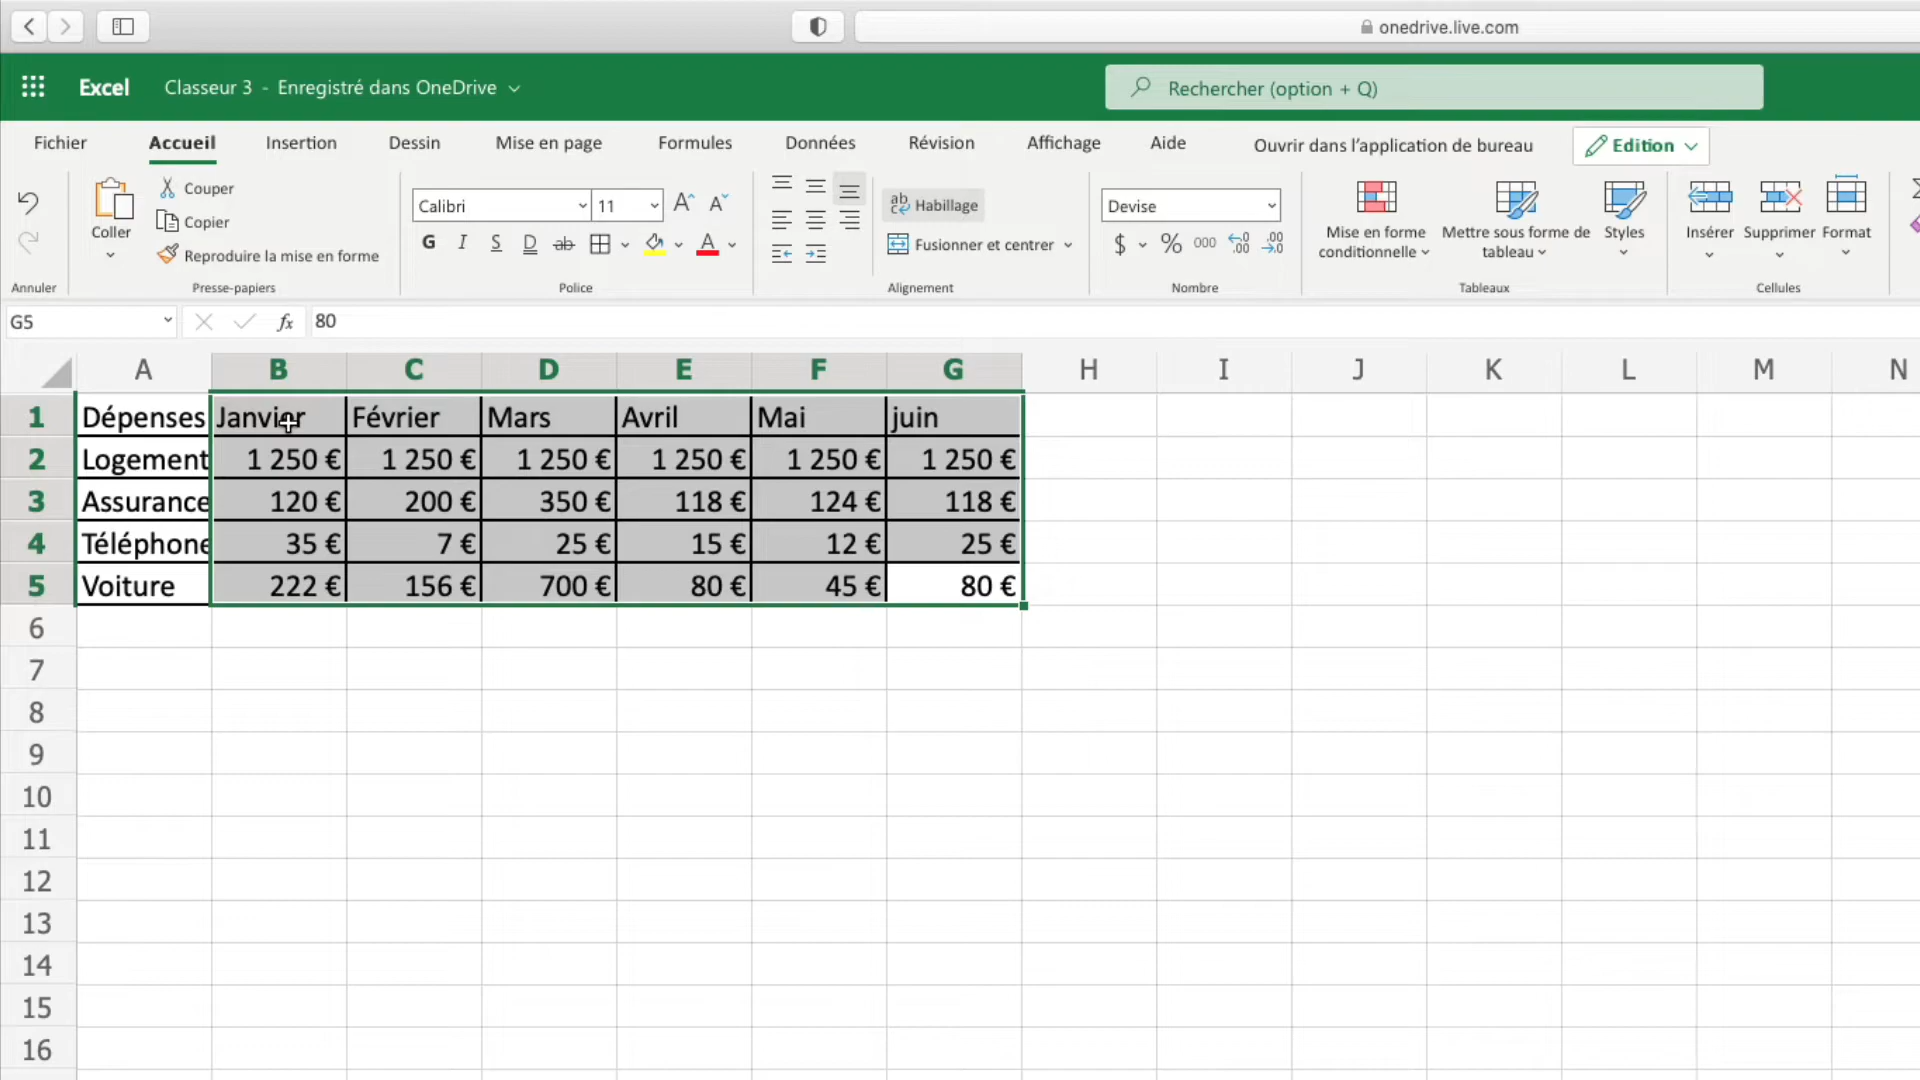 onedrive.live.com
Excel Classeur 3 - Enregistré dans OneDrive Rechercher (option + Q)
Fichier Accueil Insertion Dessin Mise en page Formules Données Révision Affichage Aide Ouvrir dans l’application de bureau Edition
Coller
Couper
Copier
Reproduire la mise en forme
Calibri 11
G I S D ab A
ab Habillage
Fusionner et centrer
Devise
$ % 000 ,00 ,00
Mise en forme
conditionnelle
Mettre sous forme de
tableau
Styles
Insérer
Supprimer
Format
Annuler Presse-papiers Police Alignement Nombre Tableaux Cellules
G5 fx 80
A B C D E F G H I J K L M N
1 Dépenses Janvier Février Mars Avril Mai juin
2 Logement 1 250 € 1 250 € 1 250 € 1 250 € 1 250 € 1 250 €
3 Assurance 120 € 200 € 350 € 118 € 124 € 118 €
4 Téléphone 35 € 7 € 25 € 15 € 12 € 25 €
5 Voiture 222 € 156 € 700 € 80 € 45 € 80 €
6
7
8
9
10
11
12
13
14
15
16